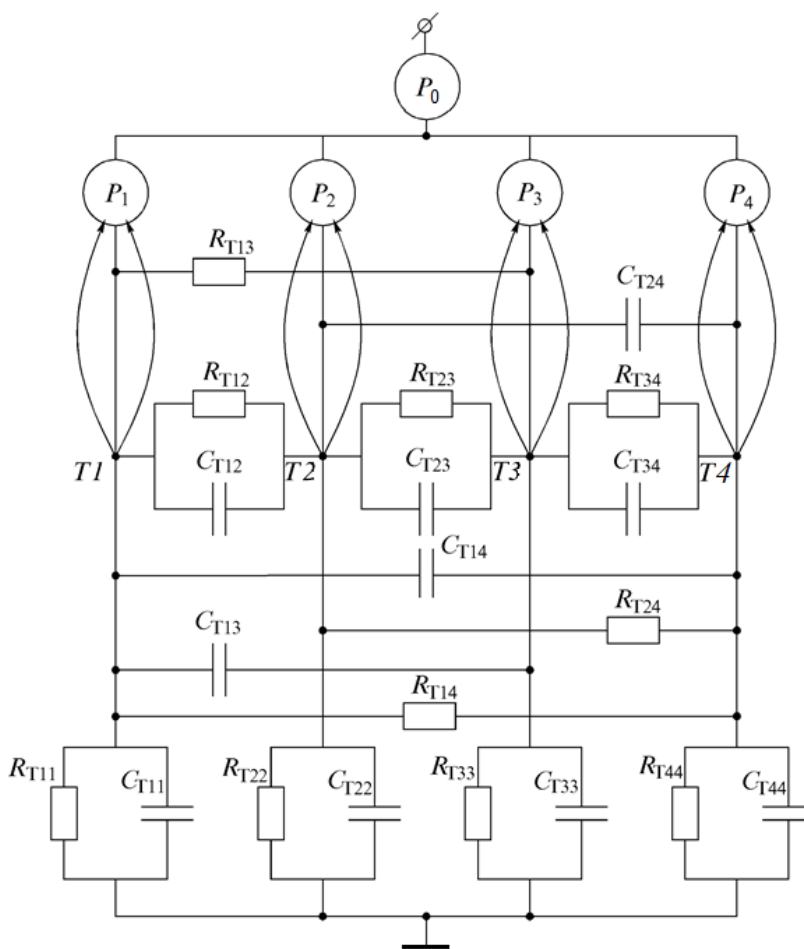 P0
P1 P2 P3 P4
RT13
CT24
RT12 RT23 RT34
T1 CT12 T2 CT23 T3 CT34 T4
CT14
CT13 RT24
RT14
RT11 CT11 RT22 CT22 RT33 CT33 RT44 CT44